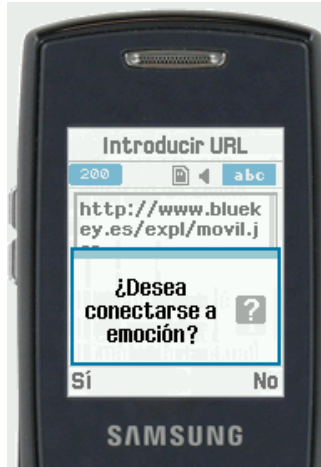 Introducir URL
200 abc
http://www.bluek
ey.es/expl/movil.j
¿Desea
conectarse a
emoción?
Sí No
SAMSUNG